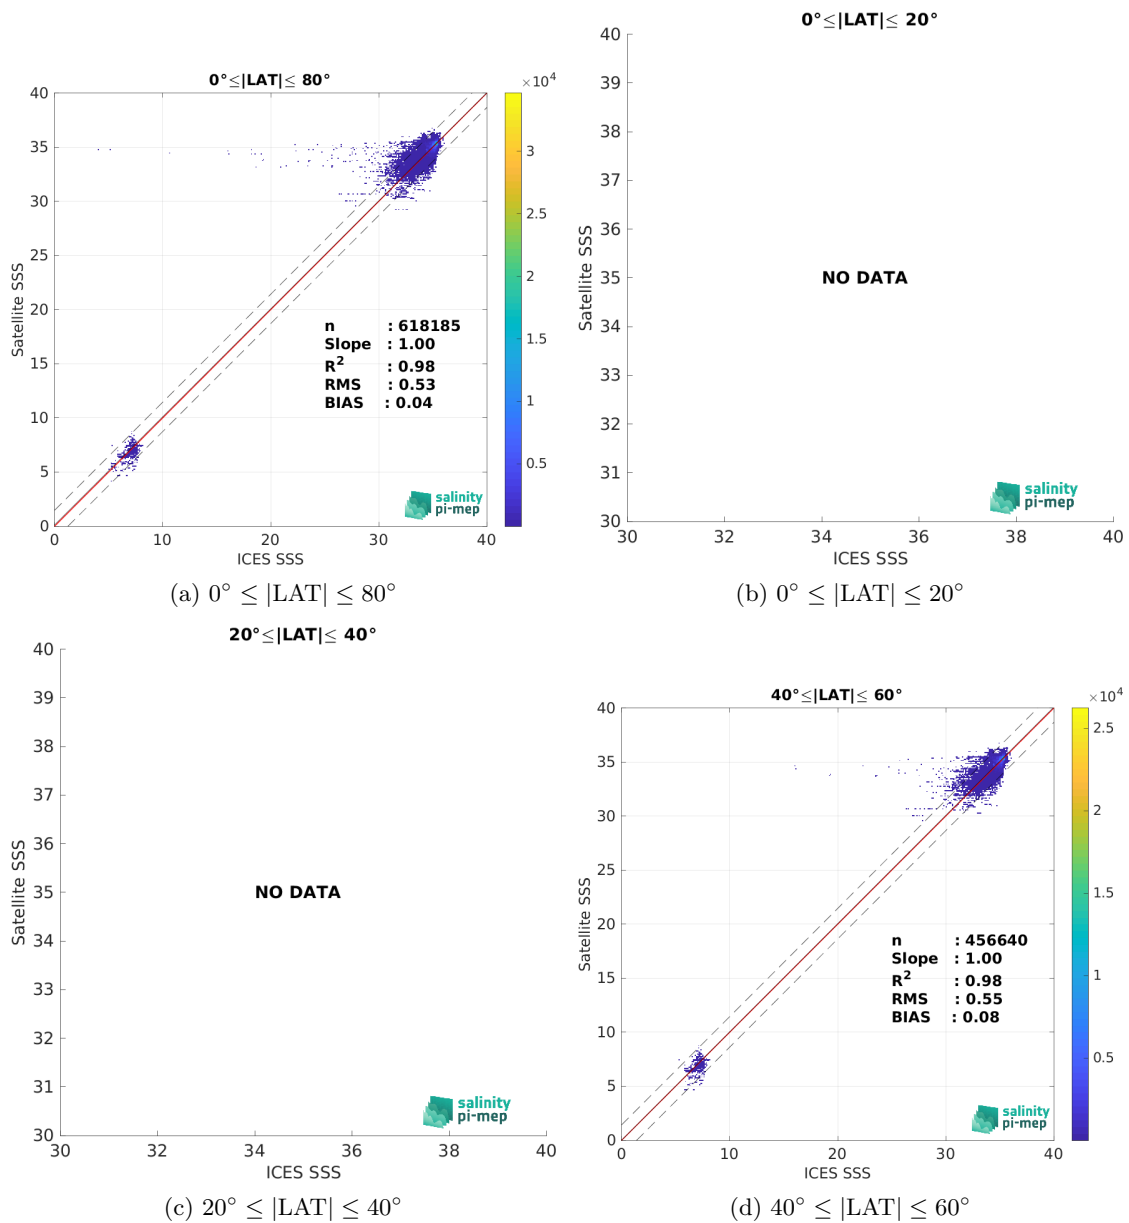 0°≤|LAT|≤ 80°
×10⁴
40
35
30
25
20
15
10
5
0
Satellite SSS
3
2.5
2
1.5
1
0.5
n : 618185
Slope : 1.00
R² : 0.98
RMS : 0.53
BIAS : 0.04
salinity
pi-mep
0 10 20 30 40
ICES SSS
(a) 0° ≤ |LAT| ≤ 80°
0°≤|LAT|≤ 20°
40
39
38
37
36
35
34
33
32
31
30
Satellite SSS
NO DATA
salinity
pi-mep
30 32 34 36 38 40
ICES SSS
(b) 0° ≤ |LAT| ≤ 20°
20°≤|LAT|≤ 40°
40
39
38
37
36
35
34
33
32
31
30
Satellite SSS
NO DATA
salinity
pi-mep
30 32 34 36 38 40
ICES SSS
(c) 20° ≤ |LAT| ≤ 40°
40°≤|LAT|≤ 60°
×10⁴
40
35
30
25
20
15
10
5
0
Satellite SSS
2.5
2
1.5
1
0.5
n : 456640
Slope : 1.00
R² : 0.98
RMS : 0.55
BIAS : 0.08
salinity
pi-mep
0 10 20 30 40
ICES SSS
(d) 40° ≤ |LAT| ≤ 60°